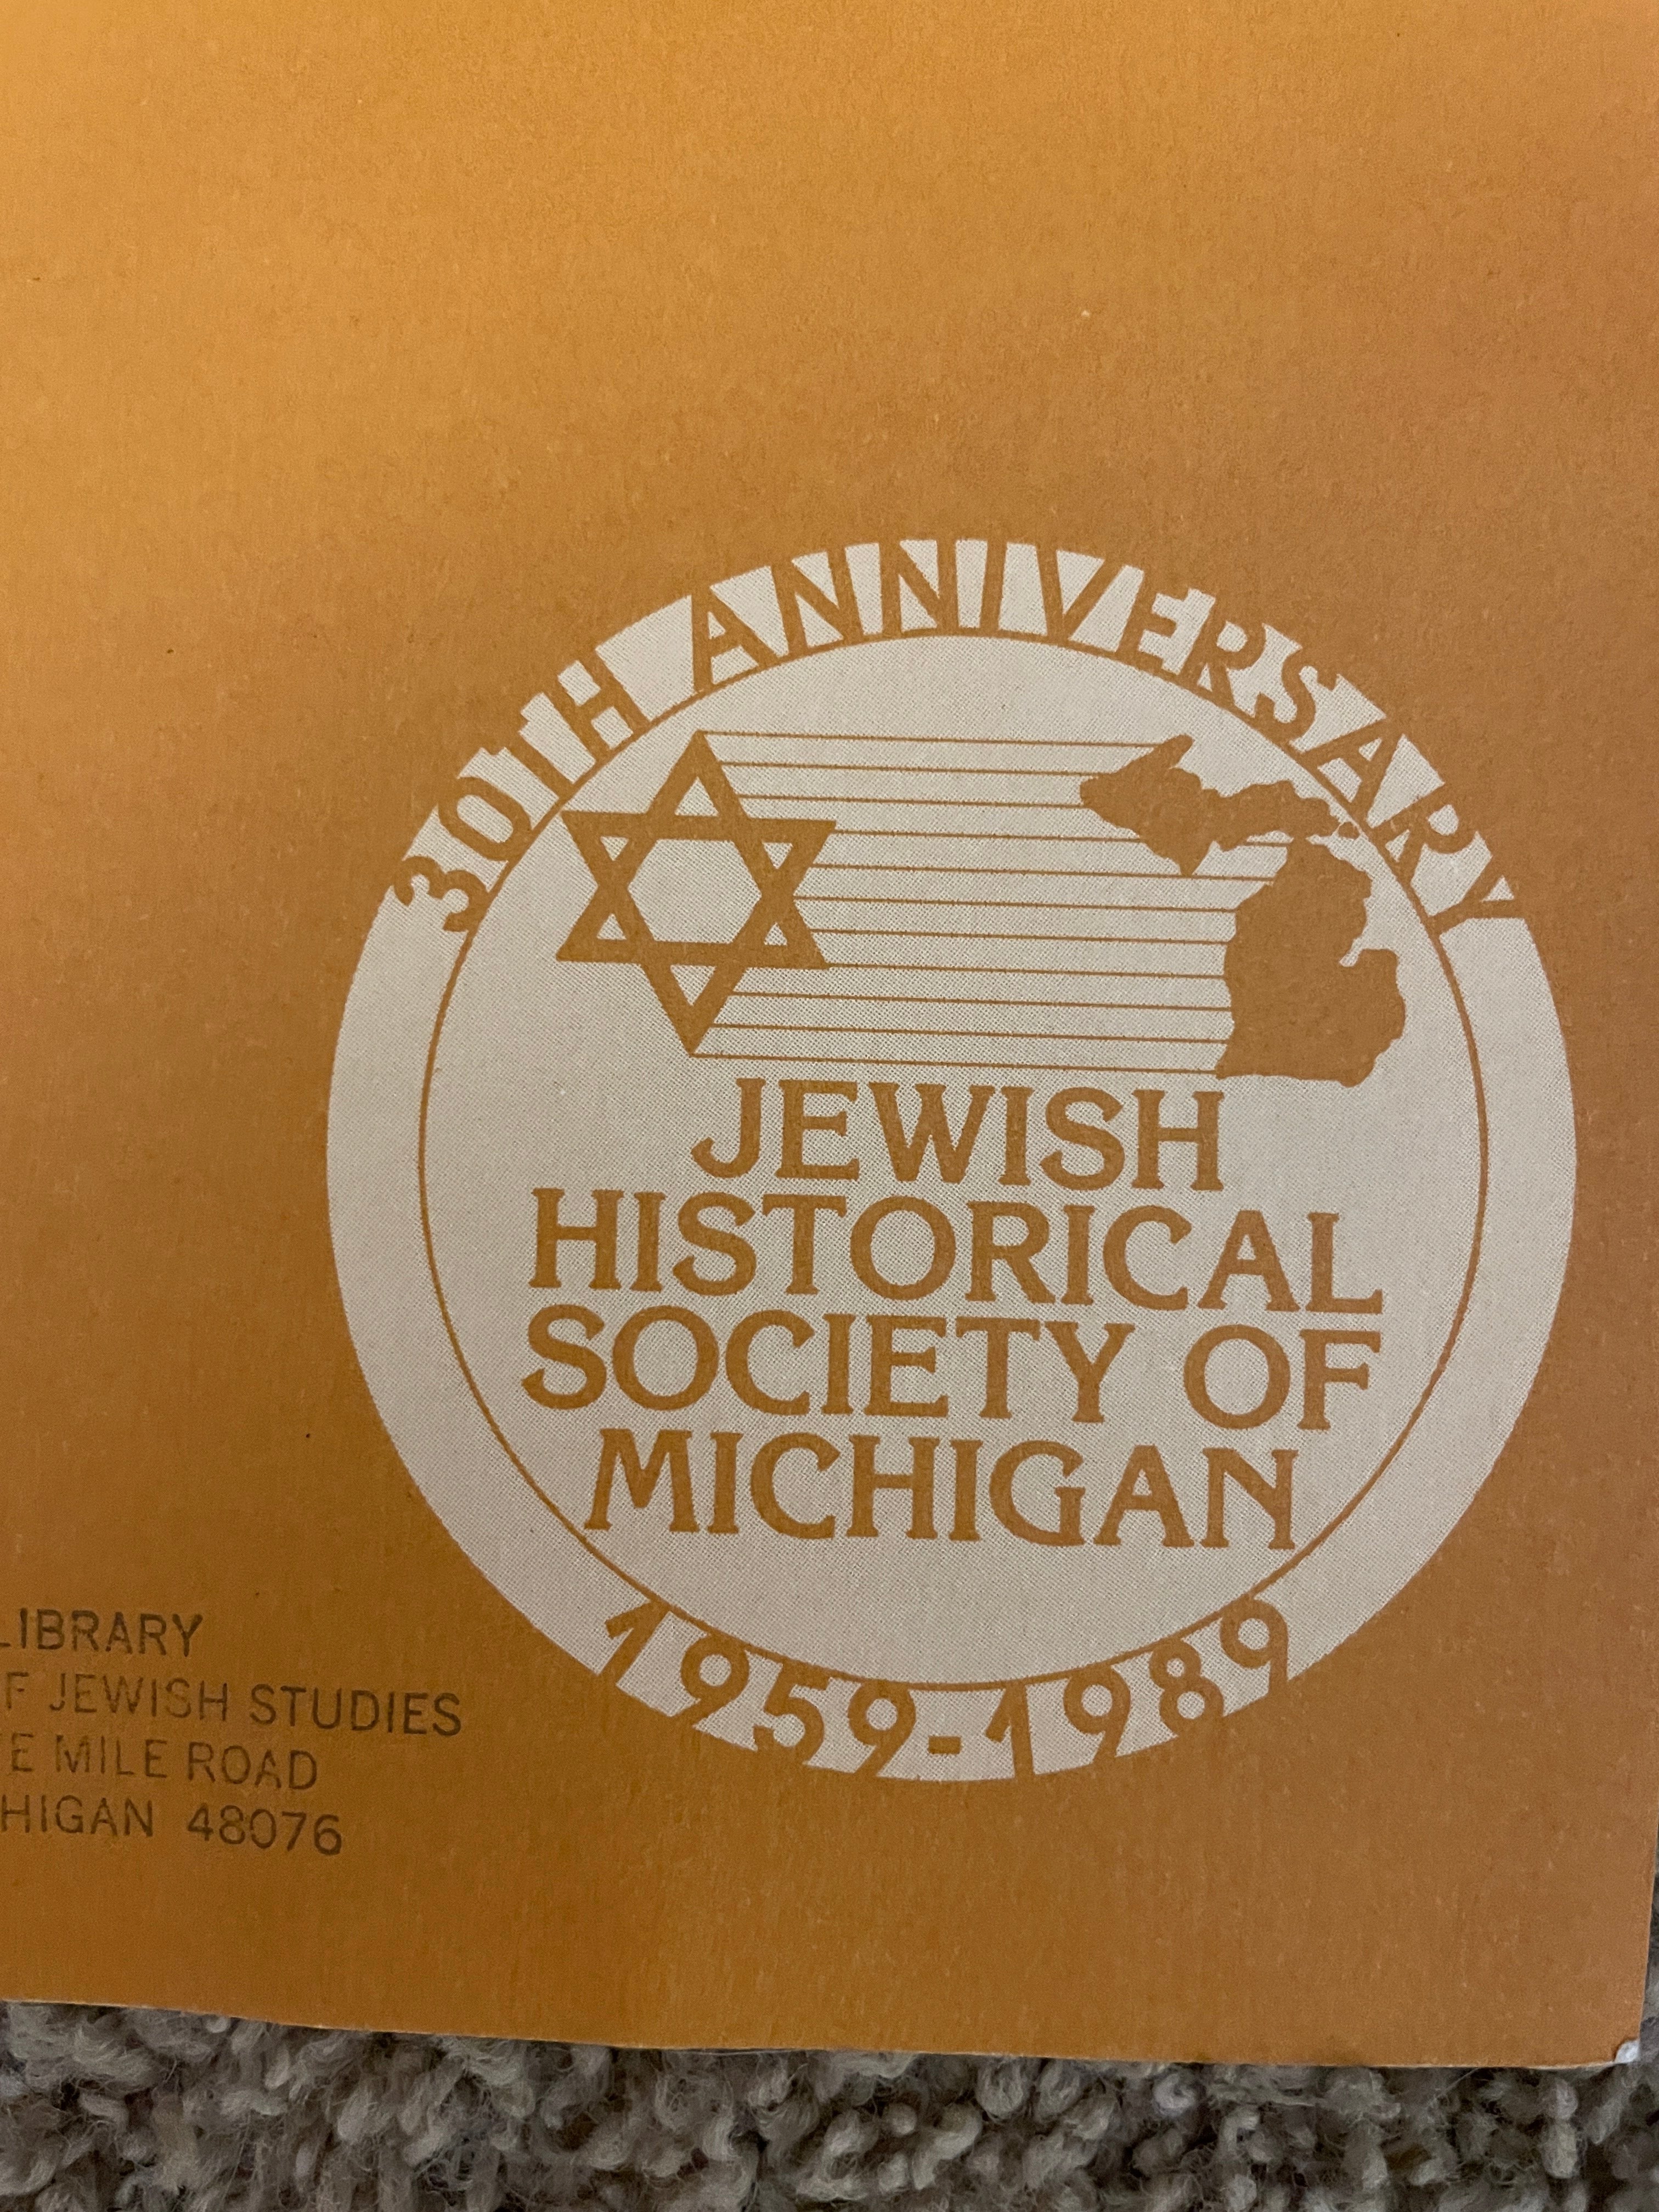 30TH ANNIVERSARY
JEWISH
HISTORICAL
SOCIETY OF
MICHIGAN
1959-1989
LIBRARY
F JEWISH STUDIES
E MILE ROAD
HIGAN 48076